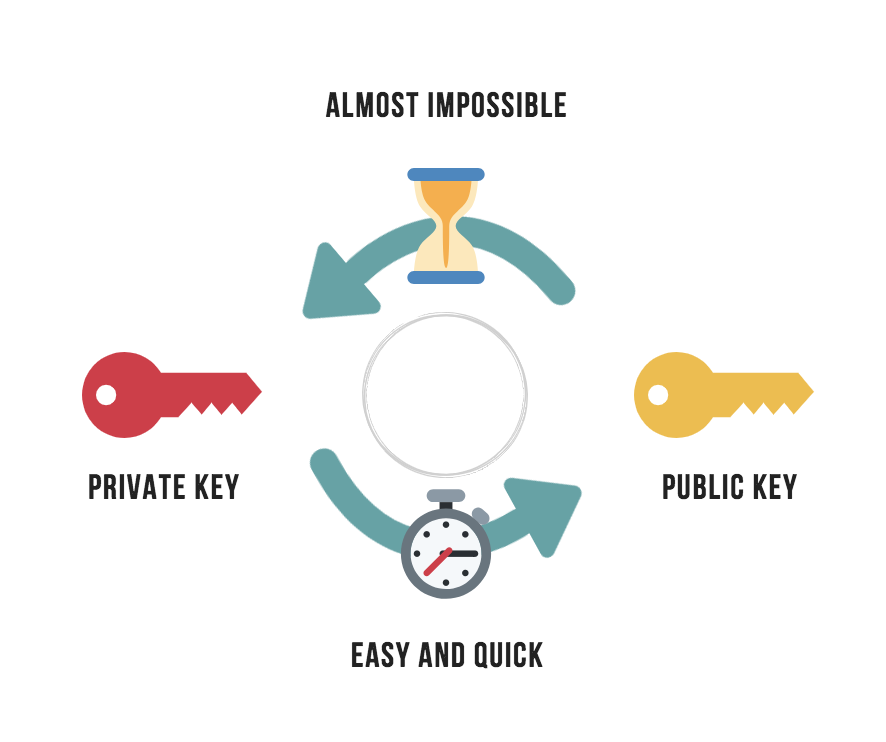 ALMOST IMPOSSIBLE
PRIVATE KEY
PUBLIC KEY
EASY AND QUICK